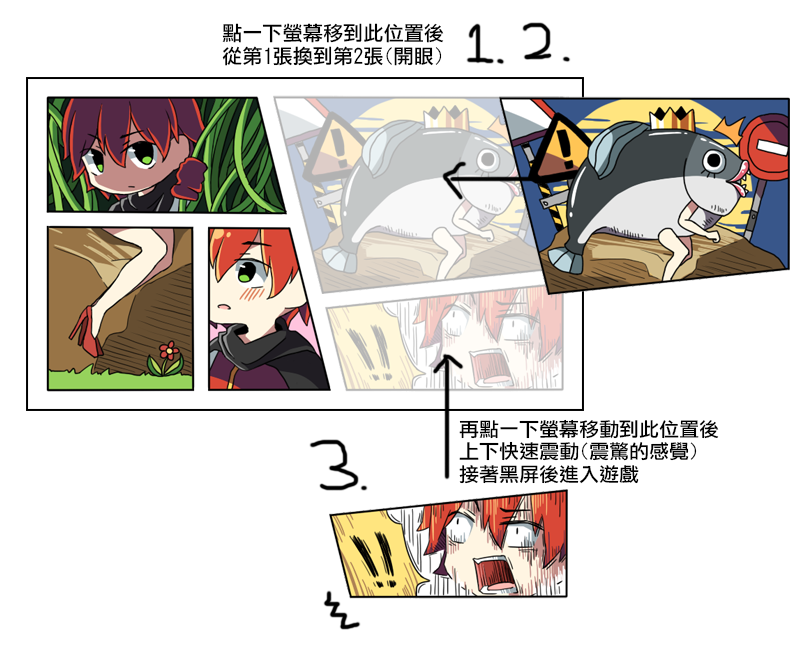 點一下螢幕移到此位置後
從第1張換到第2張(開眼)
1. 2.
!
!
!!
!!
再點一下螢幕移動到此位置後
上下快速震動(震驚的感覺)
接著黑屏後進入遊戲
3.